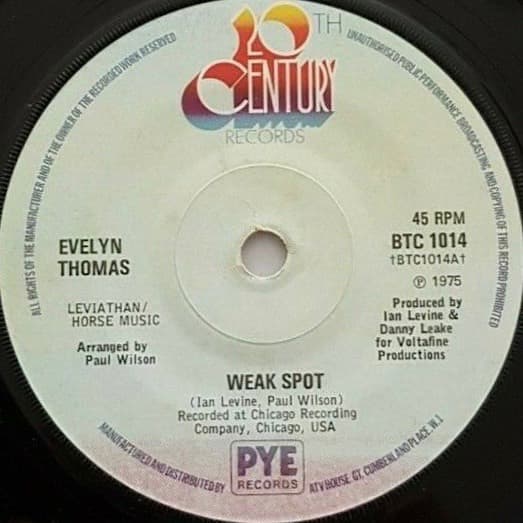 20TH
CENTURY
RECORDS
ALL RIGHTS OF THE MANUFACTURER AND OF THE OWNER OF THE RECORDED WORK RESERVED
UNAUTHORISED PUBLIC PERFORMANCE BROADCASTING AND COPYING OF THIS RECORD PROHIBITED
EVELYN
THOMAS
LEVIATHAN/
HORSE MUSIC
Arranged by
Paul Wilson
45 RPM
BTC 1014
†BTC1014A†
℗ 1975
Produced by
Ian Levine &
Danny Leake
for Voltafine
Productions
WEAK SPOT
(Ian Levine, Paul Wilson)
Recorded at Chicago Recording
Company, Chicago, USA
MANUFACTURED AND DISTRIBUTED BY
PYE
RECORDS
ATV HOUSE, GT. CUMBERLAND PLACE, W.1